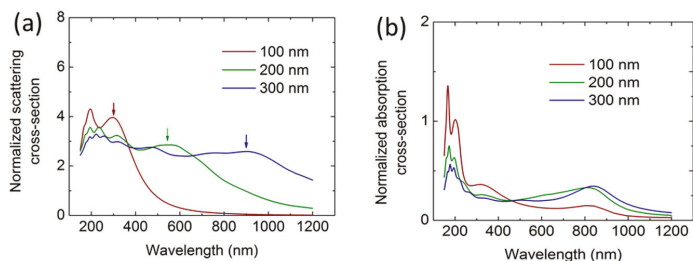 (a)
Normalized scattering
cross-section
8
6
4
2
0
100 nm
200 nm
300 nm
200 400 600 800 1000 1200
Wavelength (nm)
(b)
Normalized absorption
cross-section
2
1
0
100 nm
200 nm
300 nm
200 400 600 800 1000 1200
Wavelength (nm)